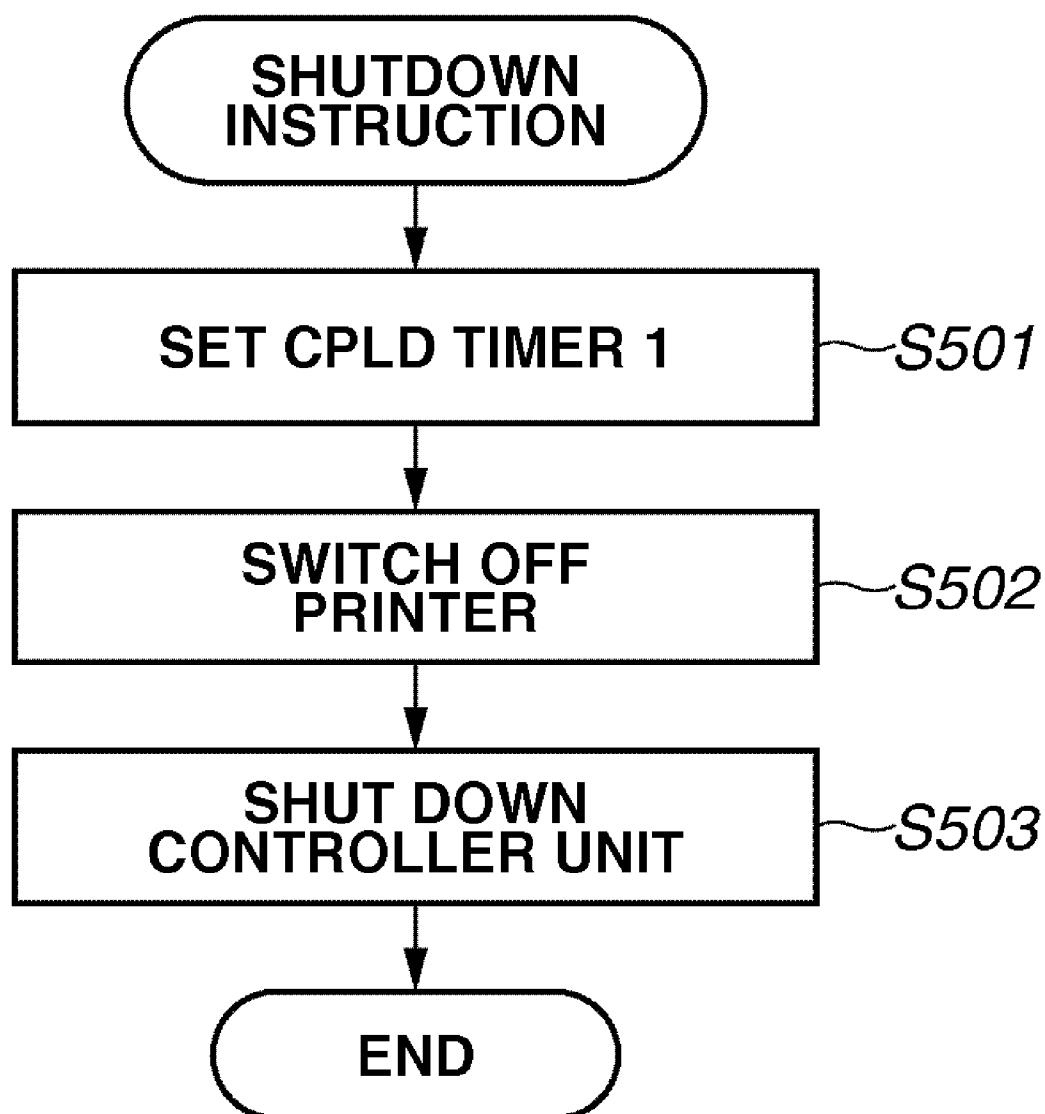 SHUTDOWN
INSTRUCTION
SET CPLD TIMER 1
S501
SWITCH OFF
PRINTER
S502
SHUT DOWN
CONTROLLER UNIT
S503
END